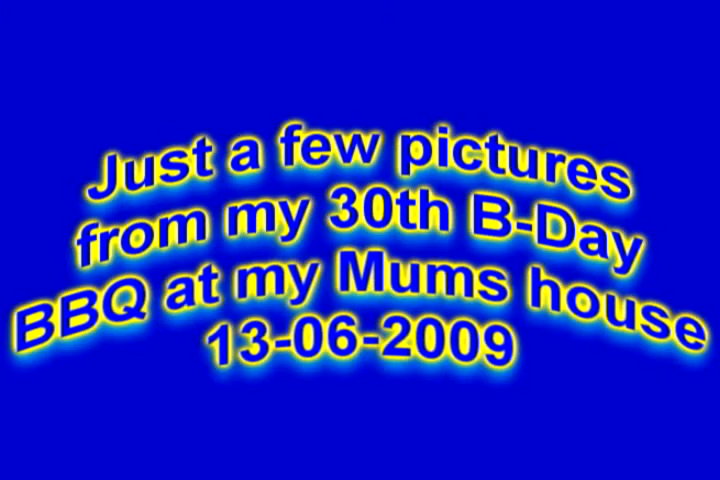 Just a few pictures
from my 30th B-Day
BBQ at my Mums house
13-06-2009